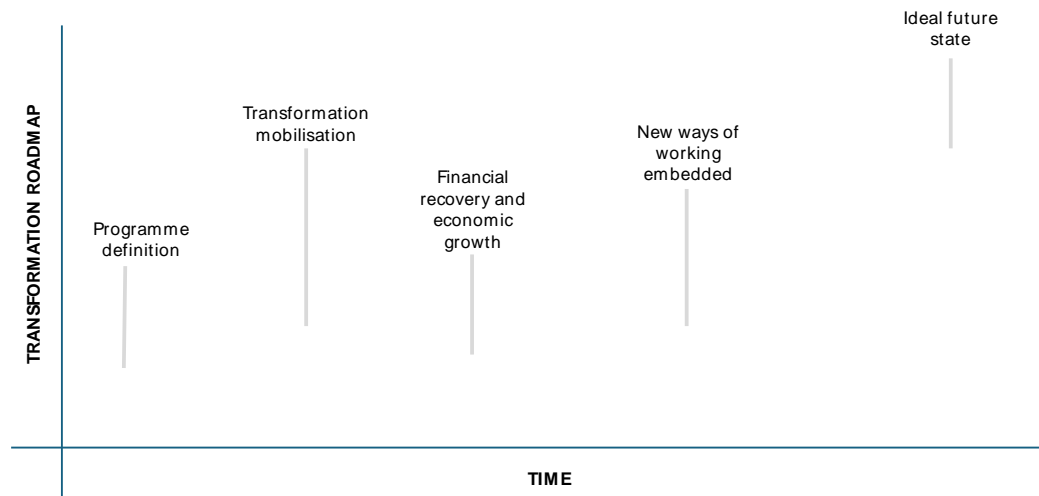 Ideal future
state
Transformation
mobilisation
New ways of
working
embedded
Financial
recovery and
economic
growth
Programme
definition
TRANSFORMATION ROADMAP
TIME